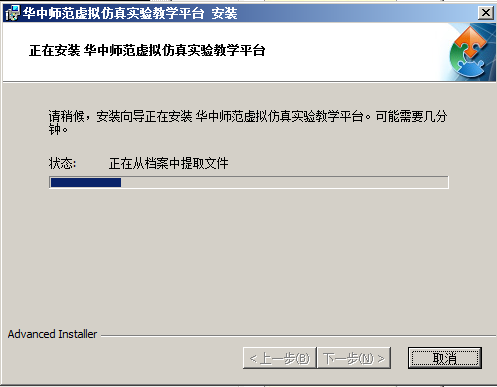 华中师范虚拟仿真实验教学平台 安装
正在安装 华中师范虚拟仿真实验教学平台
请稍候，安装向导正在安装 华中师范虚拟仿真实验教学平台。可能需要几分
钟。
状态: 正在从档案中提取文件
Advanced Installer
< 上一步(B) 下一步(N) > 取消